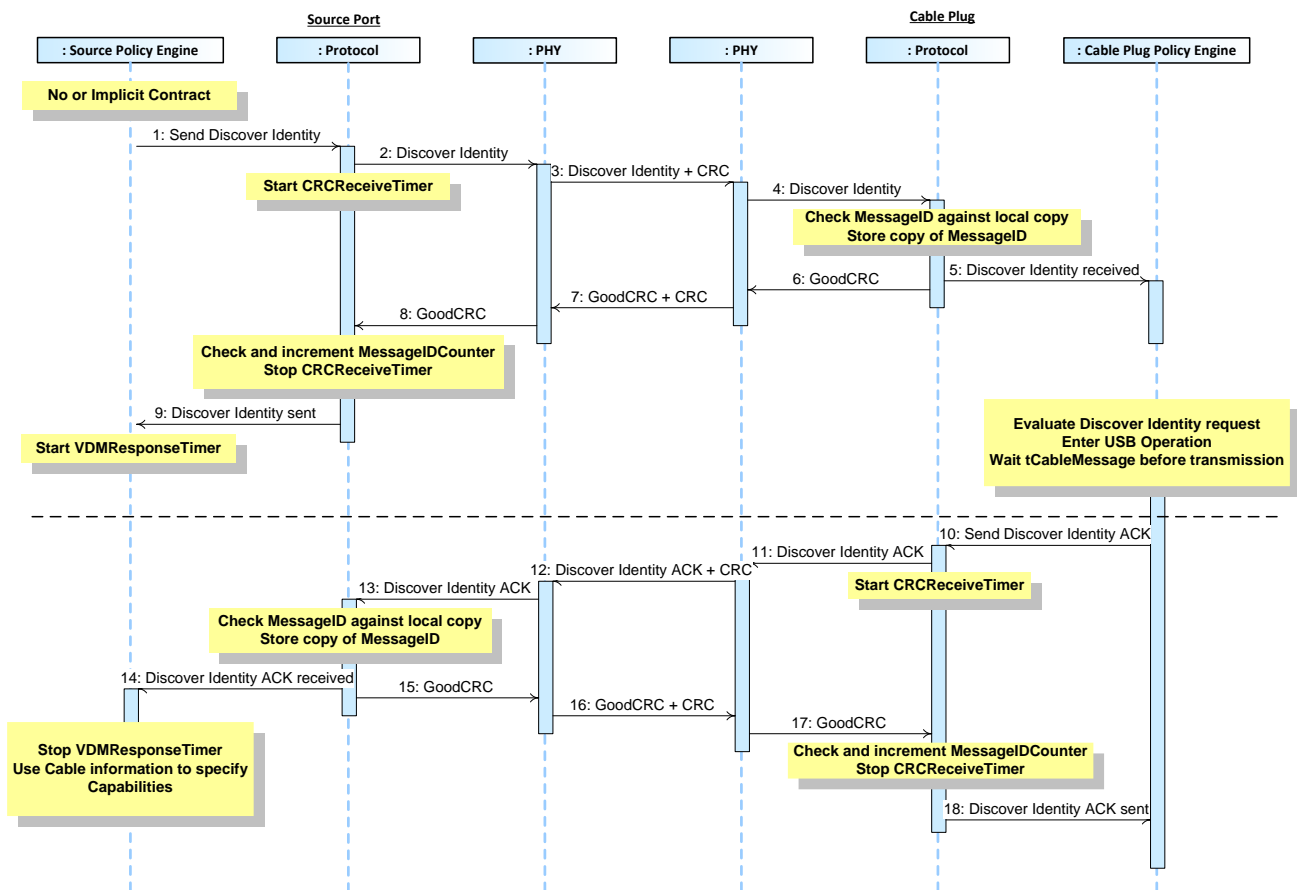 Source Port
Cable Plug
: Source Policy Engine
: Protocol
: PHY
: PHY
: Protocol
: Cable Plug Policy Engine
No or Implicit Contract
1: Send Discover Identity
2: Discover Identity
3: Discover Identity + CRC
Start CRCReceiveTimer
4: Discover Identity
Check MessageID against local copy
Store copy of MessageID
5: Discover Identity received
6: GoodCRC
7: GoodCRC + CRC
8: GoodCRC
Check and increment MessageIDCounter
Stop CRCReceiveTimer
9: Discover Identity sent
Start VDMResponseTimer
Evaluate Discover Identity request
Enter USB Operation
Wait tCableMessage before transmission
10: Send Discover Identity ACK
11: Discover Identity ACK
12: Discover Identity ACK + CRC
Start CRCReceiveTimer
13: Discover Identity ACK
Check MessageID against local copy
Store copy of MessageID
14: Discover Identity ACK received
15: GoodCRC
16: GoodCRC + CRC
17: GoodCRC
Stop VDMResponseTimer
Use Cable information to specify
Capabilities
Check and increment MessageIDCounter
Stop CRCReceiveTimer
18: Discover Identity ACK sent